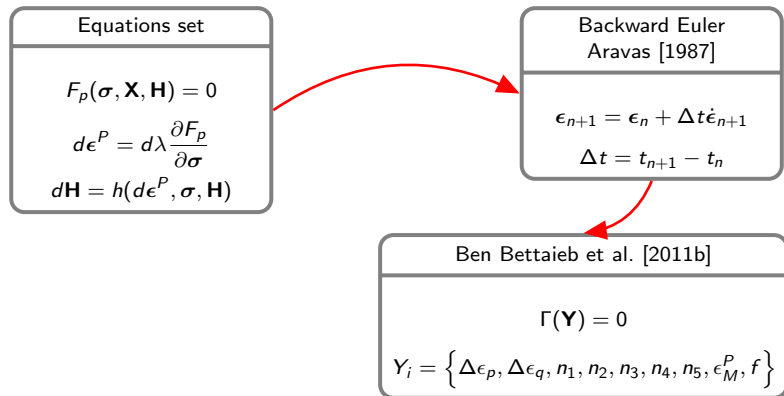 Equations set
F_p(σ, X, H) = 0
dϵ^P = dλ ∂F_p/∂σ
dH = h(dϵ^P, σ, H)
Backward Euler
Aravas [1987]
ϵ_{n+1} = ϵ_n + Δt ϵ̇_{n+1}
Δt = t_{n+1} − t_n
Ben Bettaieb et al. [2011b]
Γ(Y) = 0
Y_i = {Δϵ_p, Δϵ_q, n_1, n_2, n_3, n_4, n_5, ϵ_M^P, f}